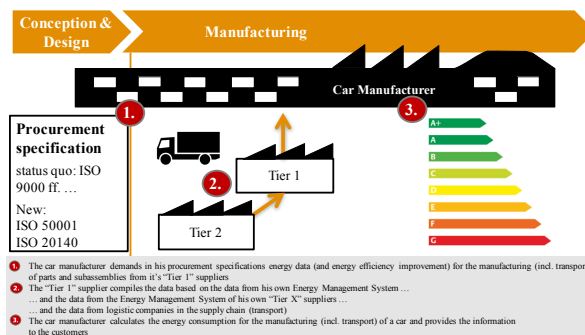 Conception &
Design
Manufacturing
Car Manufacturer
1.
3.
Procurement
specification
status quo: ISO
9000 ff. …
New:
ISO 50001
ISO 20140
2.
Tier 1
Tier 2
A+
A
B
C
D
E
F
G
1. The car manufacturer demands in his procurement specifications energy data (and energy efficiency improvement) for the manufacturing (incl. transport
of parts and subassemblies from it's "Tier 1" suppliers
2. The "Tier 1" supplier compiles the data based on the data from his own Energy Management System …
… and the data from the Energy Management System of his own "Tier X" suppliers …
… and the data from logistic companies in the supply chain (transport)
3. The car manufacturer calculates the energy consumption for the manufacturing (incl. transport) of a car and provides the information
to the customers